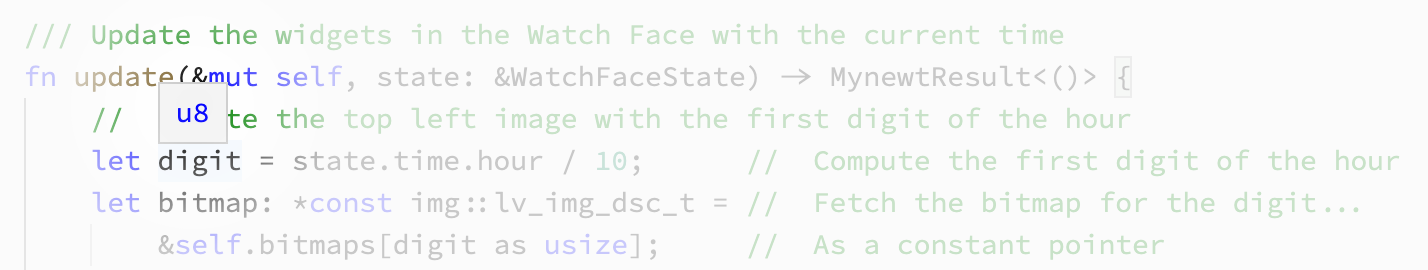 /// Update the widgets in the Watch Face with the current time
fn update(&mut self, state: &WatchFaceState) -> MynewtResult<()> {
u8
// te the top left image with the first digit of the hour
let digit = state.time.hour / 10; // Compute the first digit of the hour
let bitmap: *const img::lv_img_dsc_t = // Fetch the bitmap for the digit...
&self.bitmaps[digit as usize]; // As a constant pointer